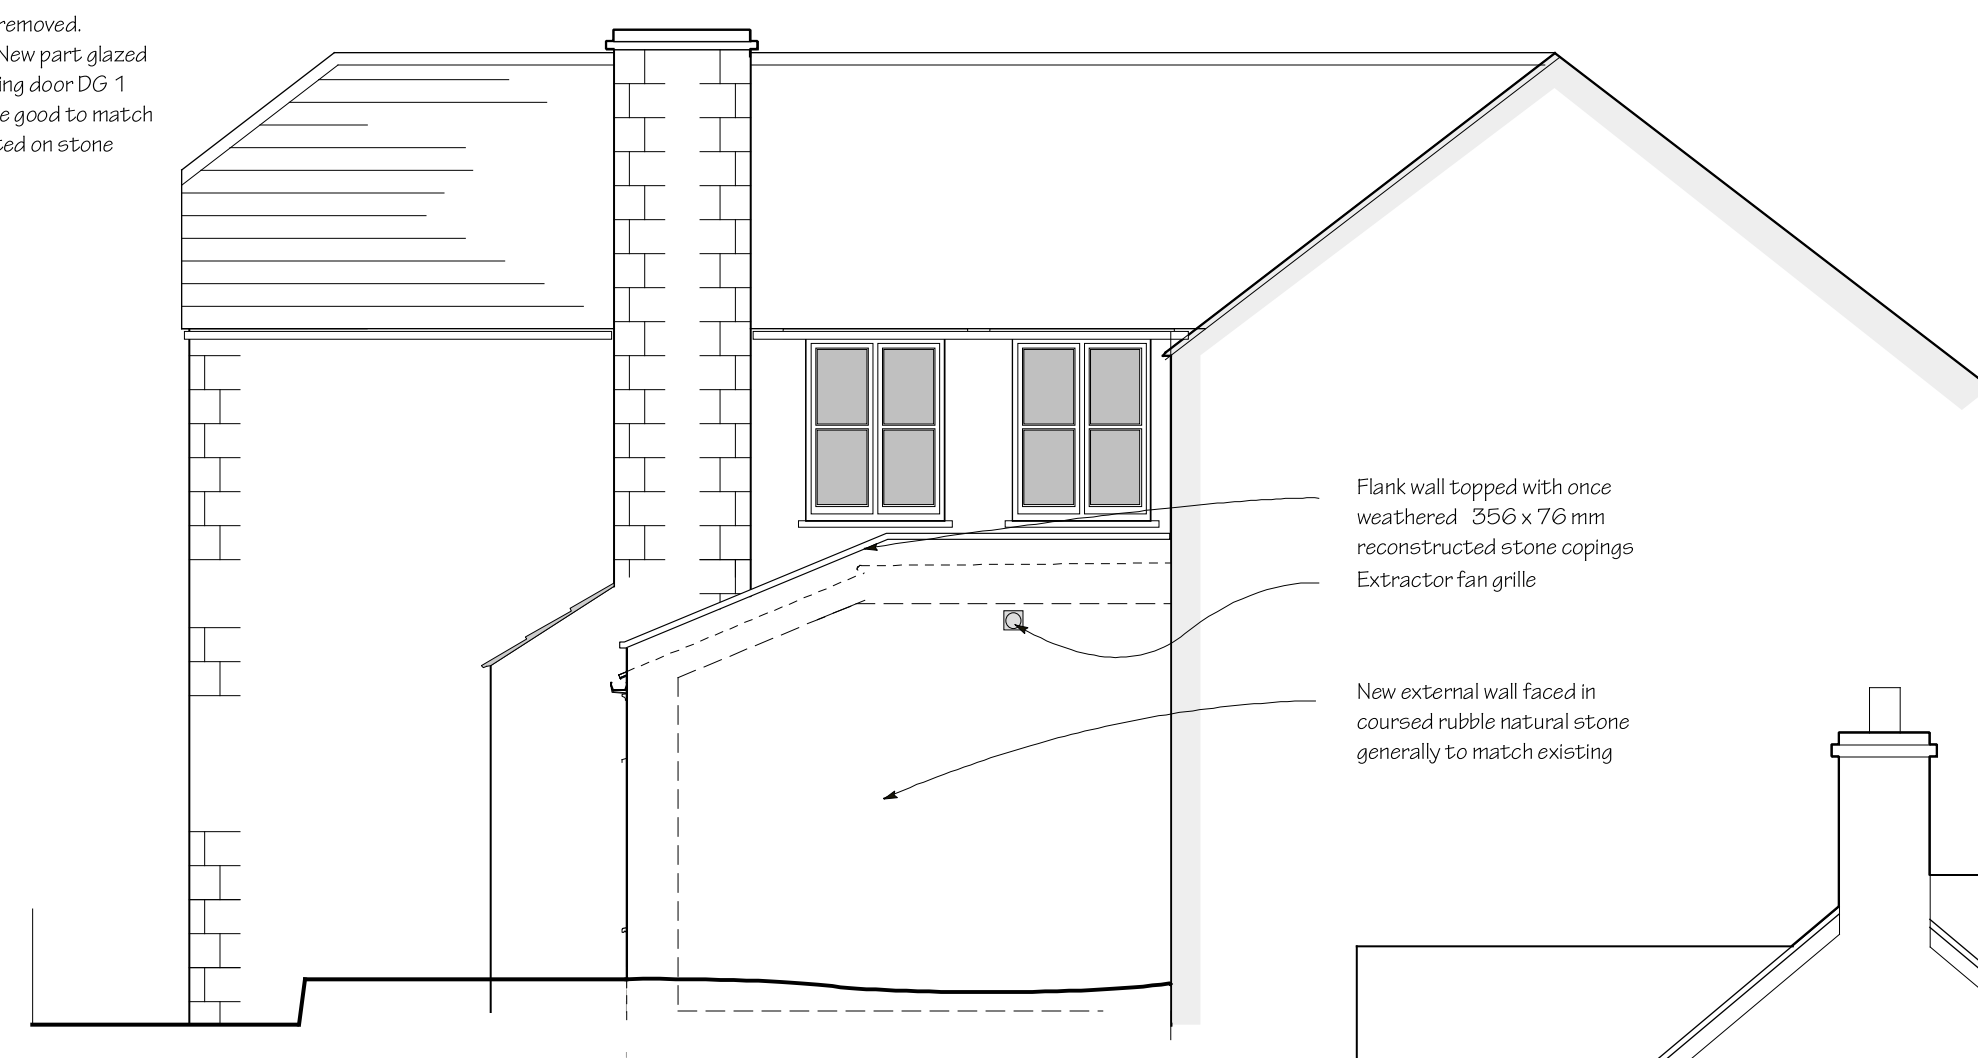 removed.
New part glazed
ing door DG 1
e good to match
ted on stone
Flank wall topped with once
weathered 356 x 76 mm
reconstructed stone copings
Extractor fan grille
New external wall faced in
coursed rubble natural stone
generally to match existing